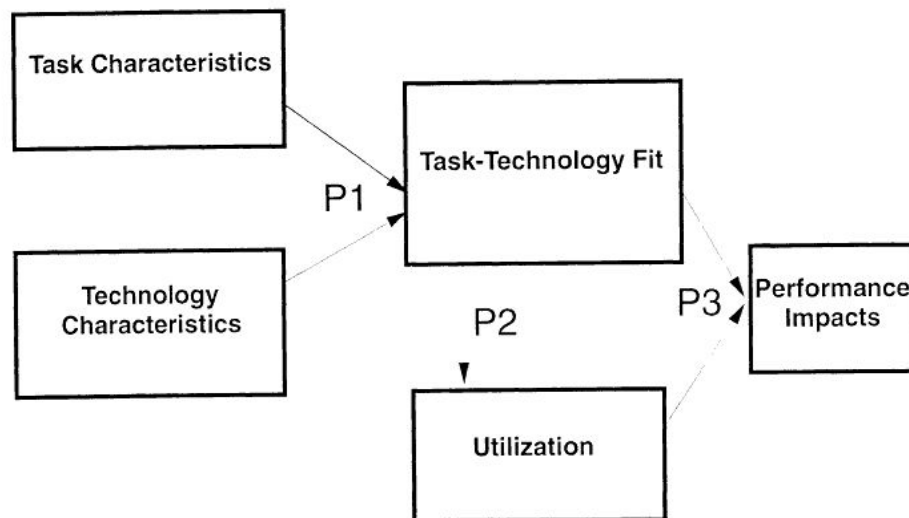 Task Characteristics
Task-Technology Fit
P1
Technology
Characteristics
P2
P3
Performance
Impacts
Utilization